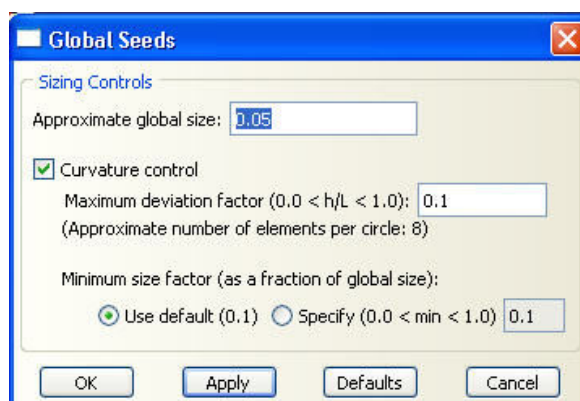 Global Seeds
Sizing Controls
Approximate global size: 0.05
Curvature control
Maximum deviation factor (0.0 < h/L < 1.0): 0.1
(Approximate number of elements per circle: 8)
Minimum size factor (as a fraction of global size):
Use default (0.1) Specify (0.0 < min < 1.0) 0.1
OK Apply Defaults Cancel